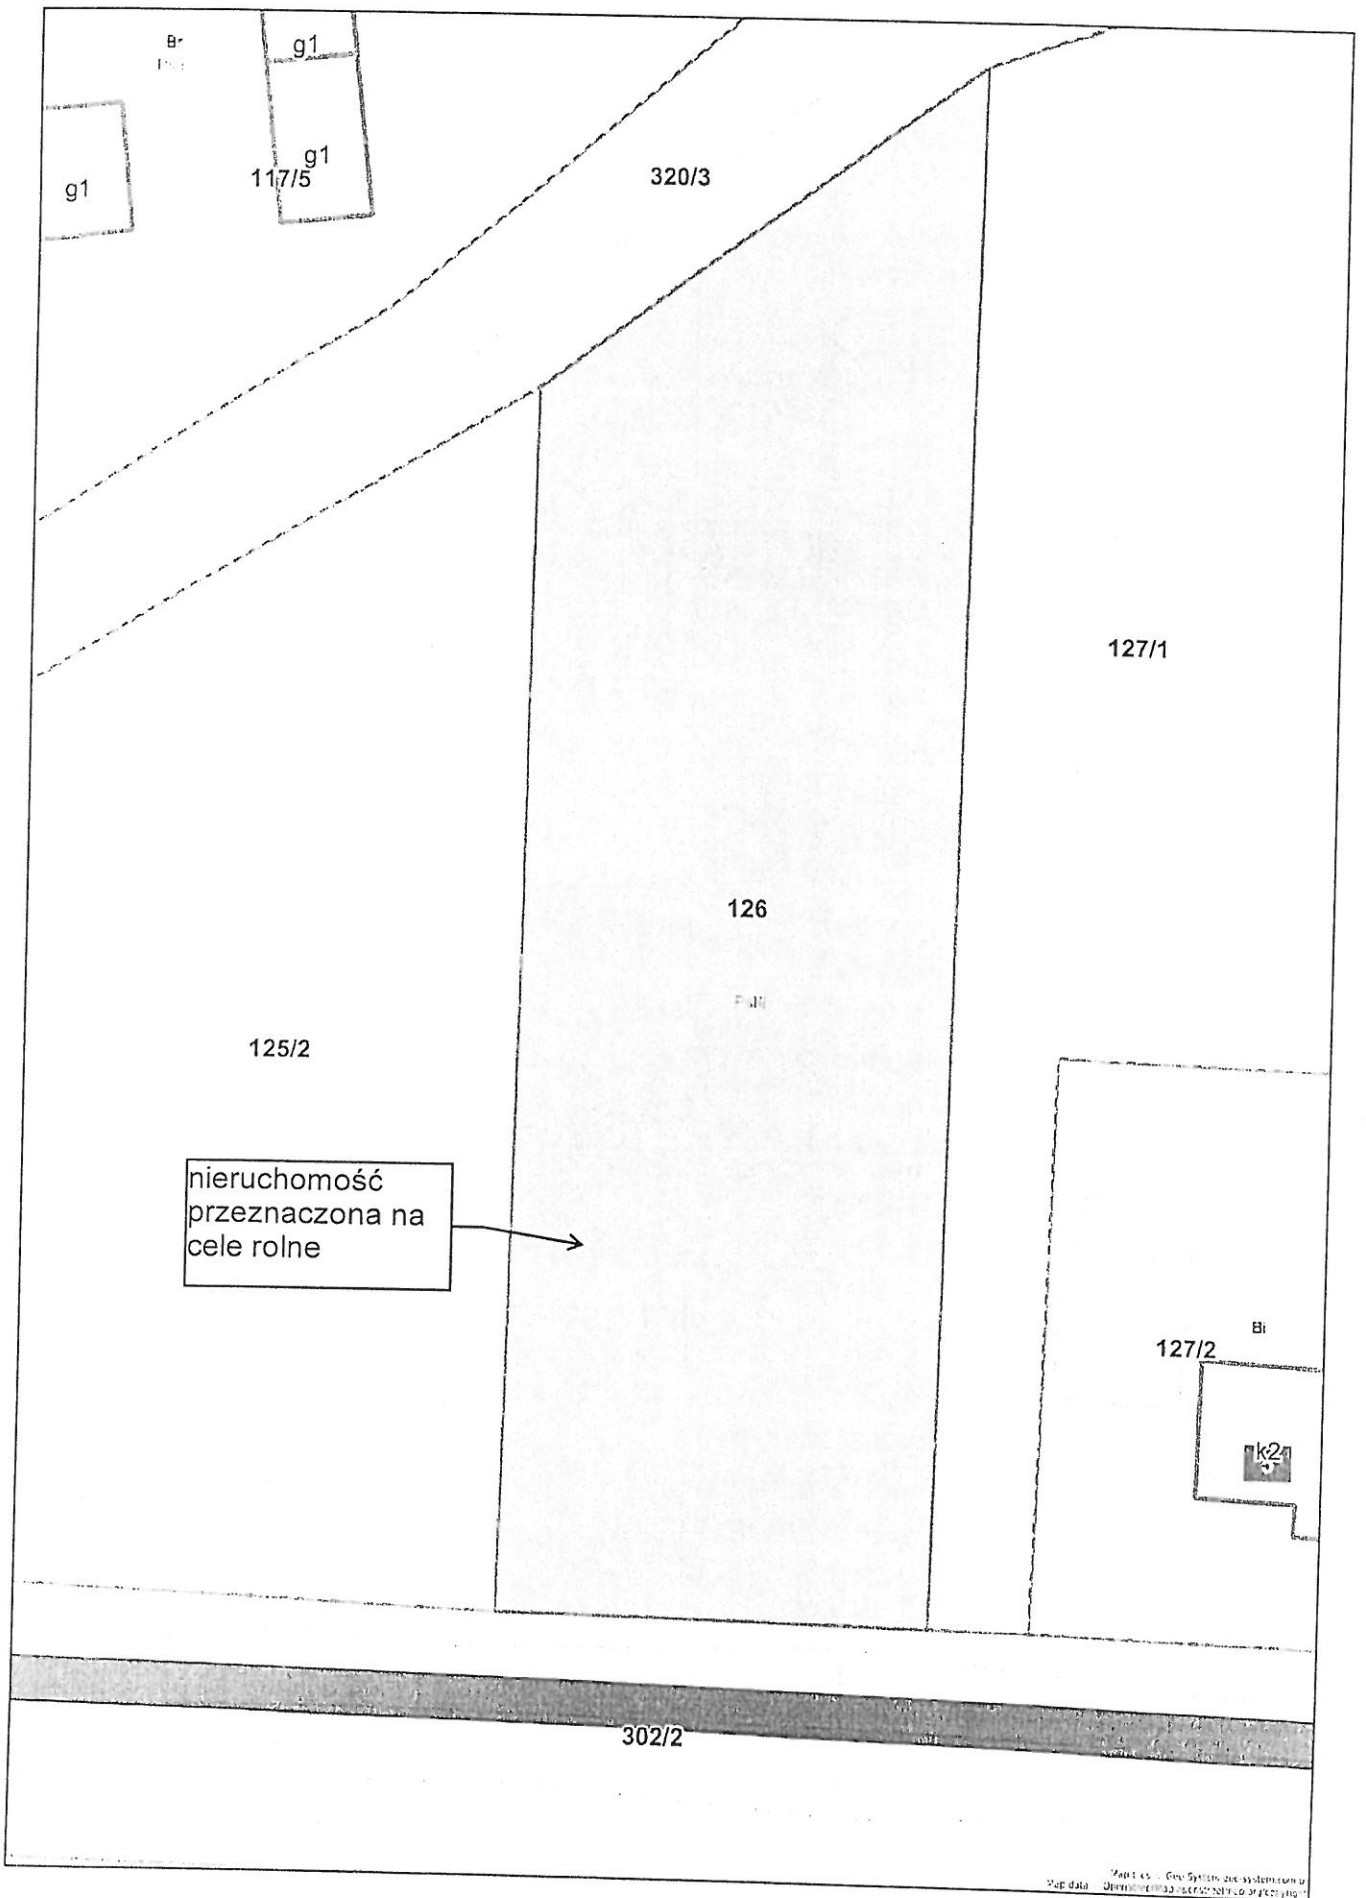 Br
g1
g1
g1
117/5
320/3
127/1
126
125/2
nieruchomość
przeznaczona na
cele rolne
Bi
127/2
k2
302/2